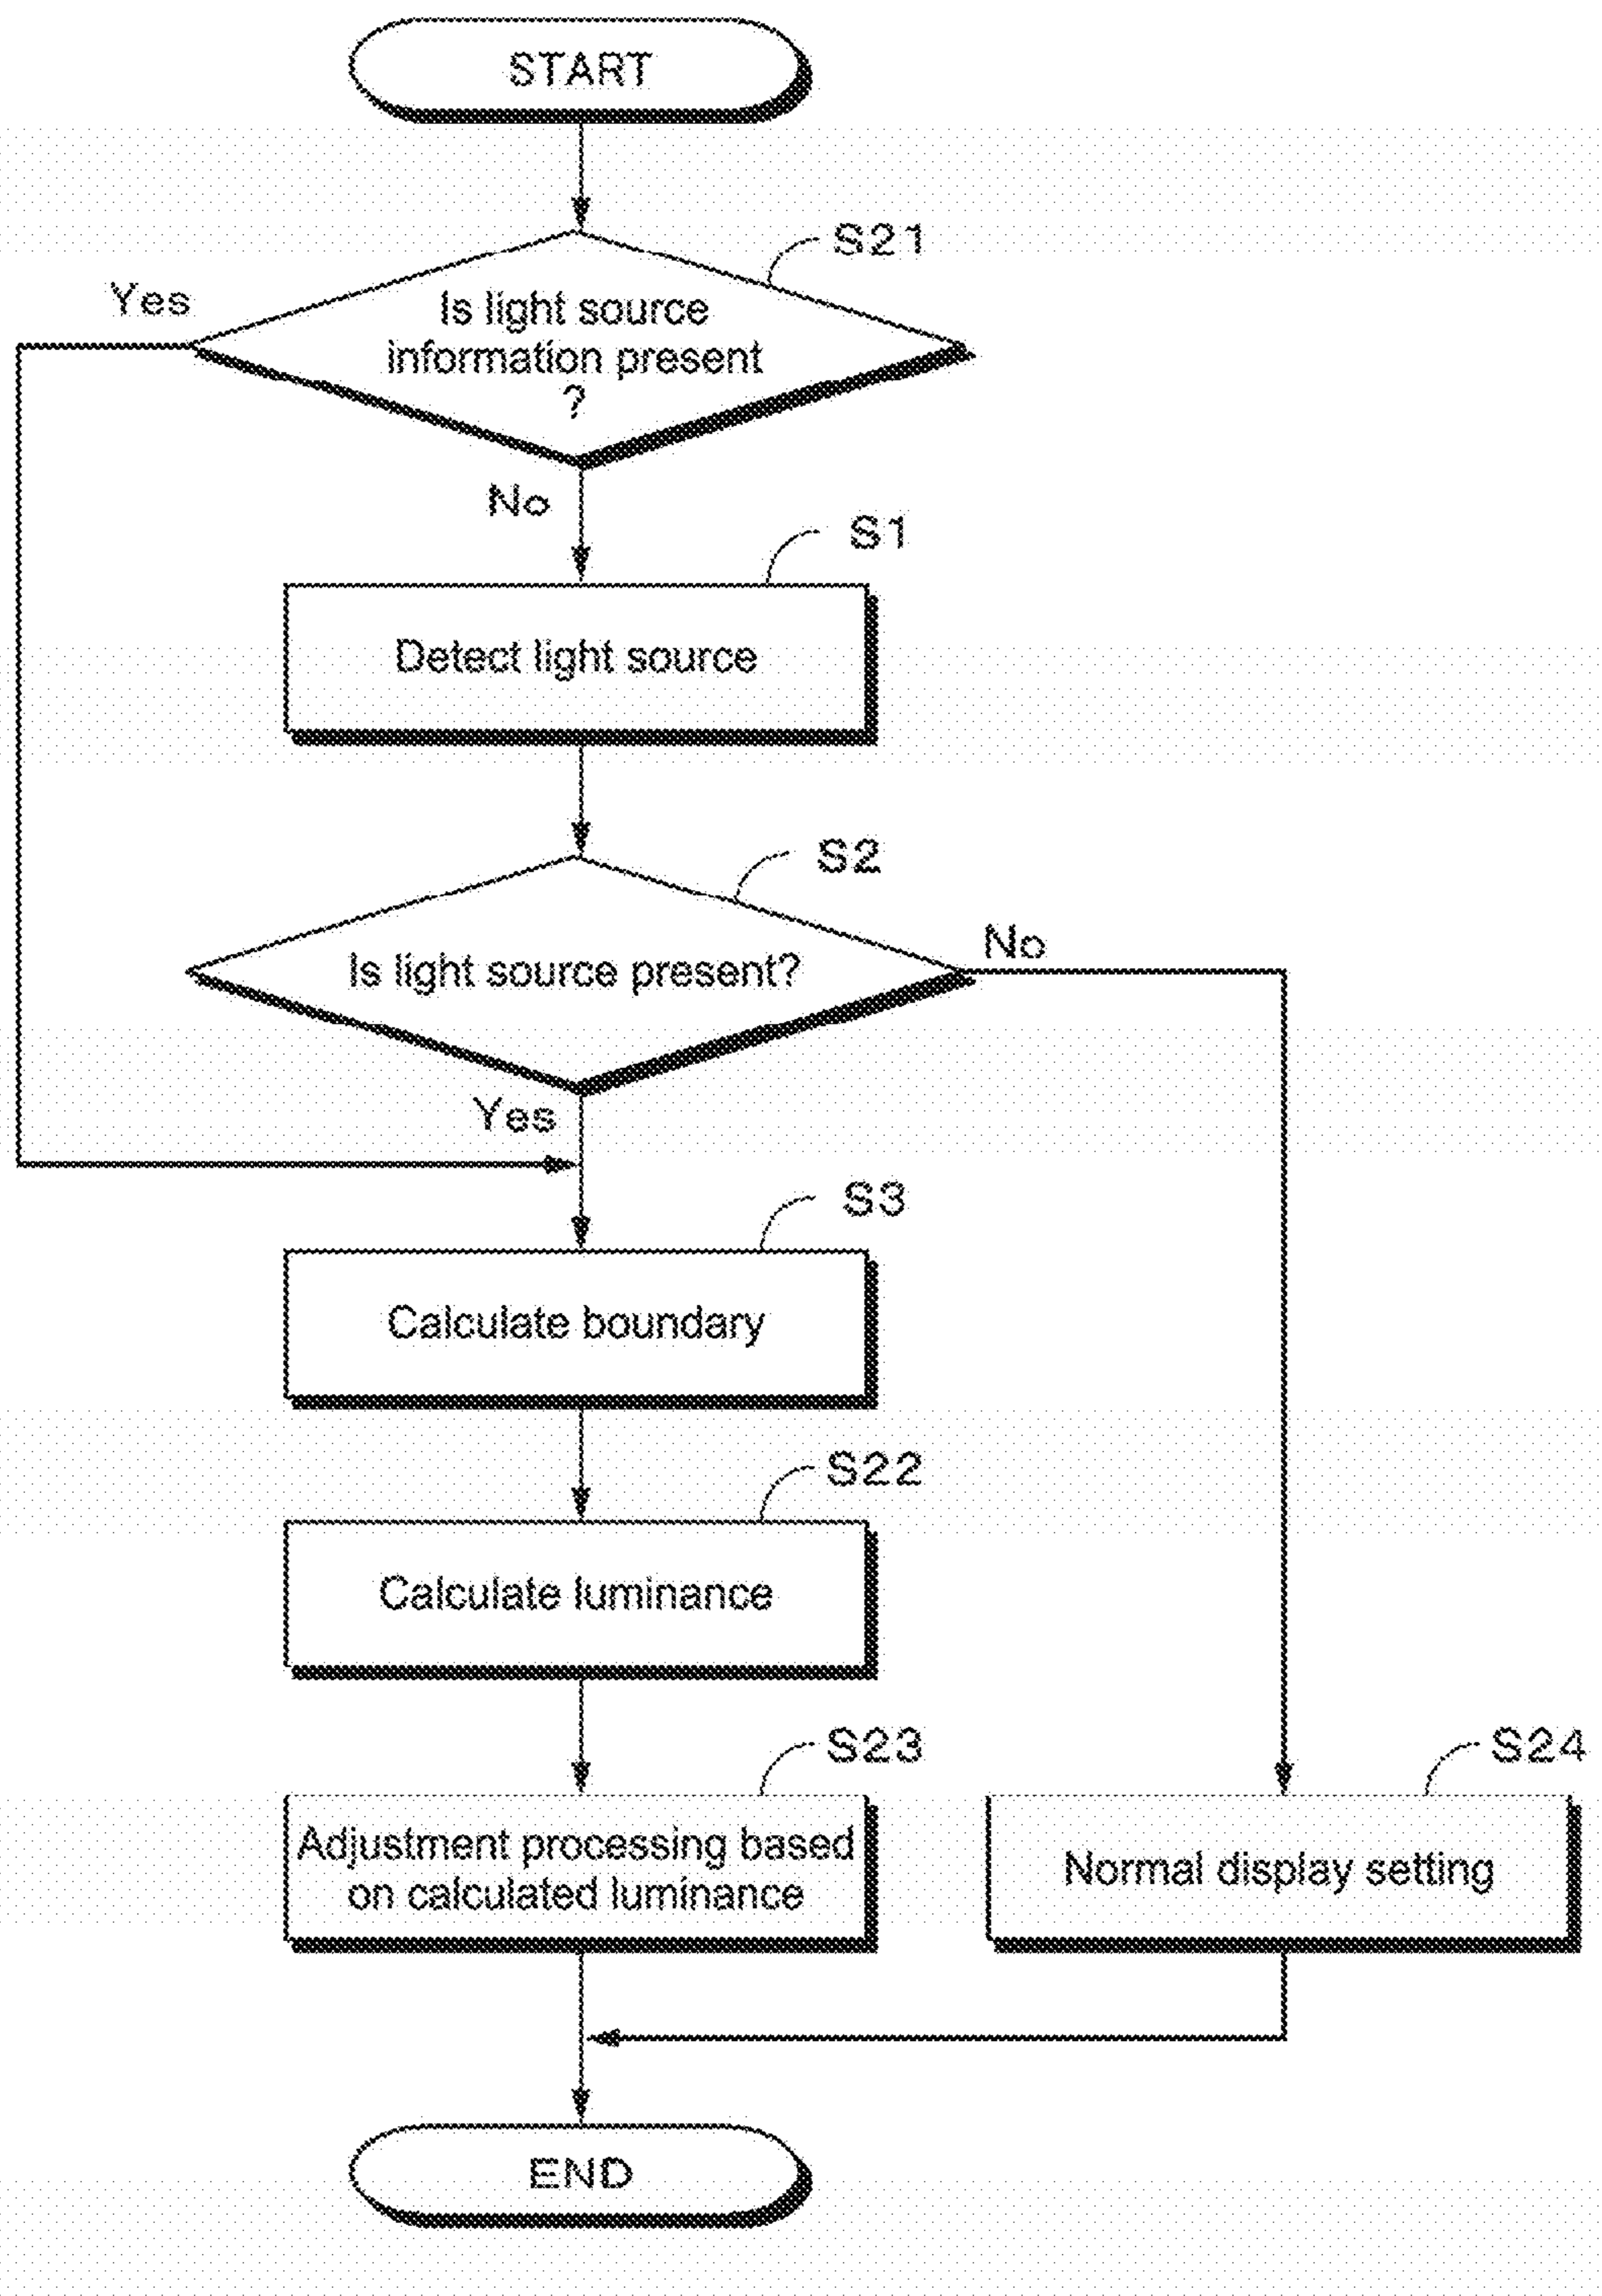 START
S21
Yes
Is light source
information present
?
No
S1
Detect light source
S2
Is light source present?
No
Yes
S3
Calculate boundary
S22
Calculate luminance
S23
S24
Adjustment processing based
on calculated luminance
Normal display setting
END